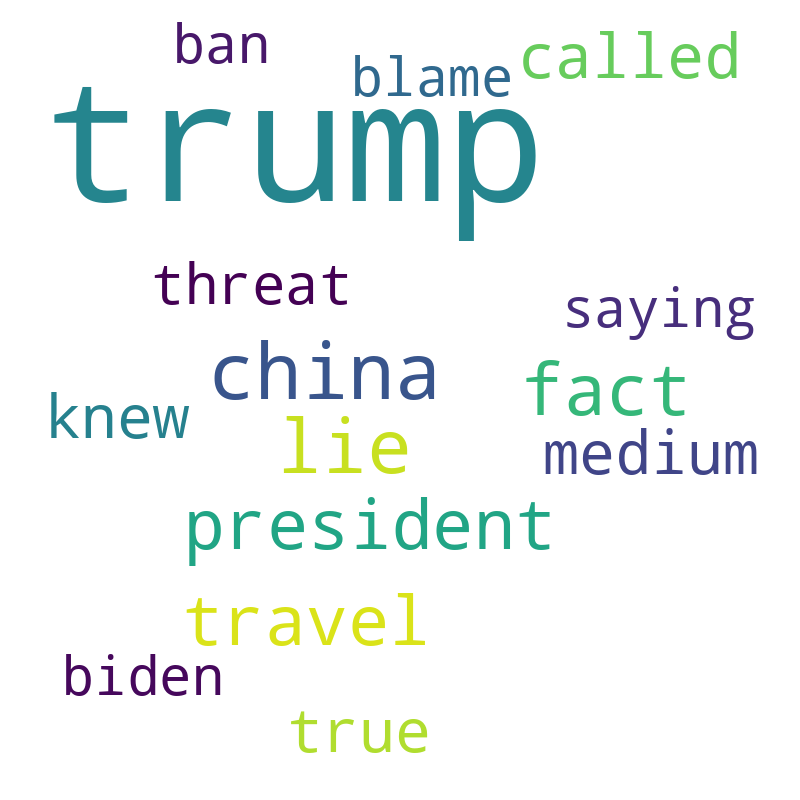 ban
blame
called
trump
threat
saying
china
fact
knew
lie
medium
president
travel
biden
true